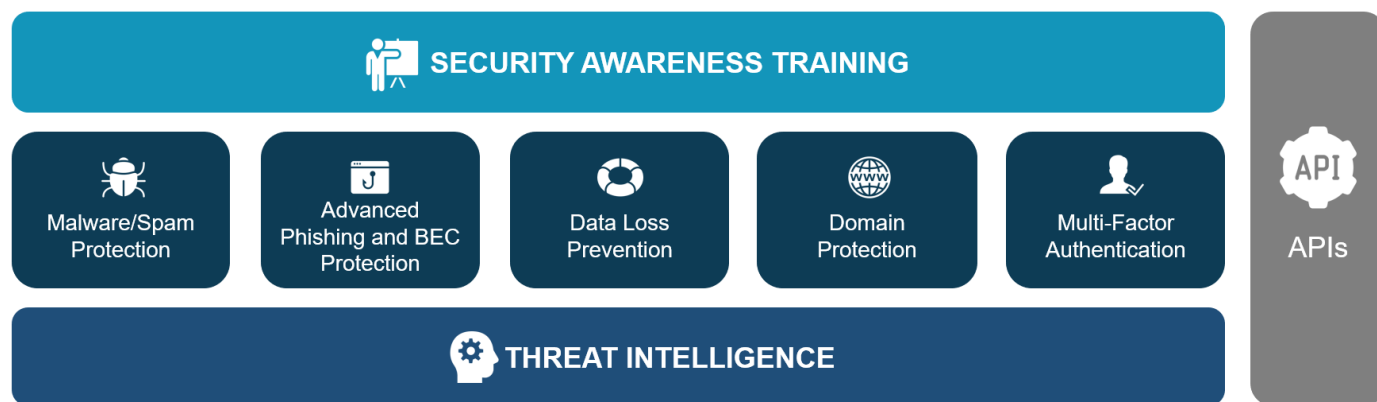 SECURITY AWARENESS TRAINING
Malware/Spam
Protection
Advanced
Phishing and BEC
Protection
Data Loss
Prevention
WWW
Domain
Protection
Multi-Factor
Authentication
THREAT INTELLIGENCE
API
APIs